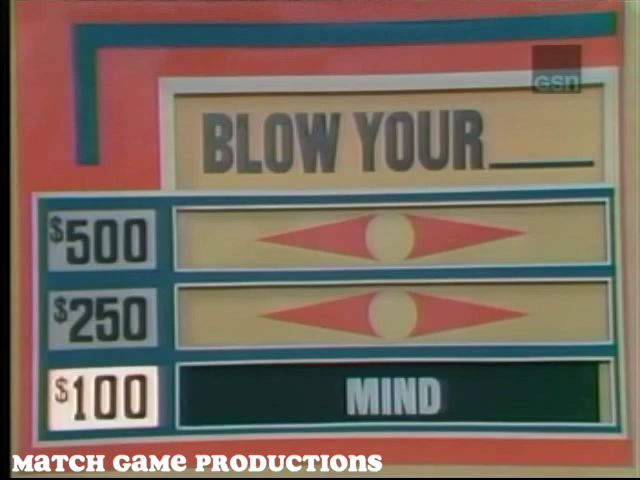 GSN
BLOW YOUR____
$500
$250
$100 MIND
MATCH GAME PRODUCTIONS